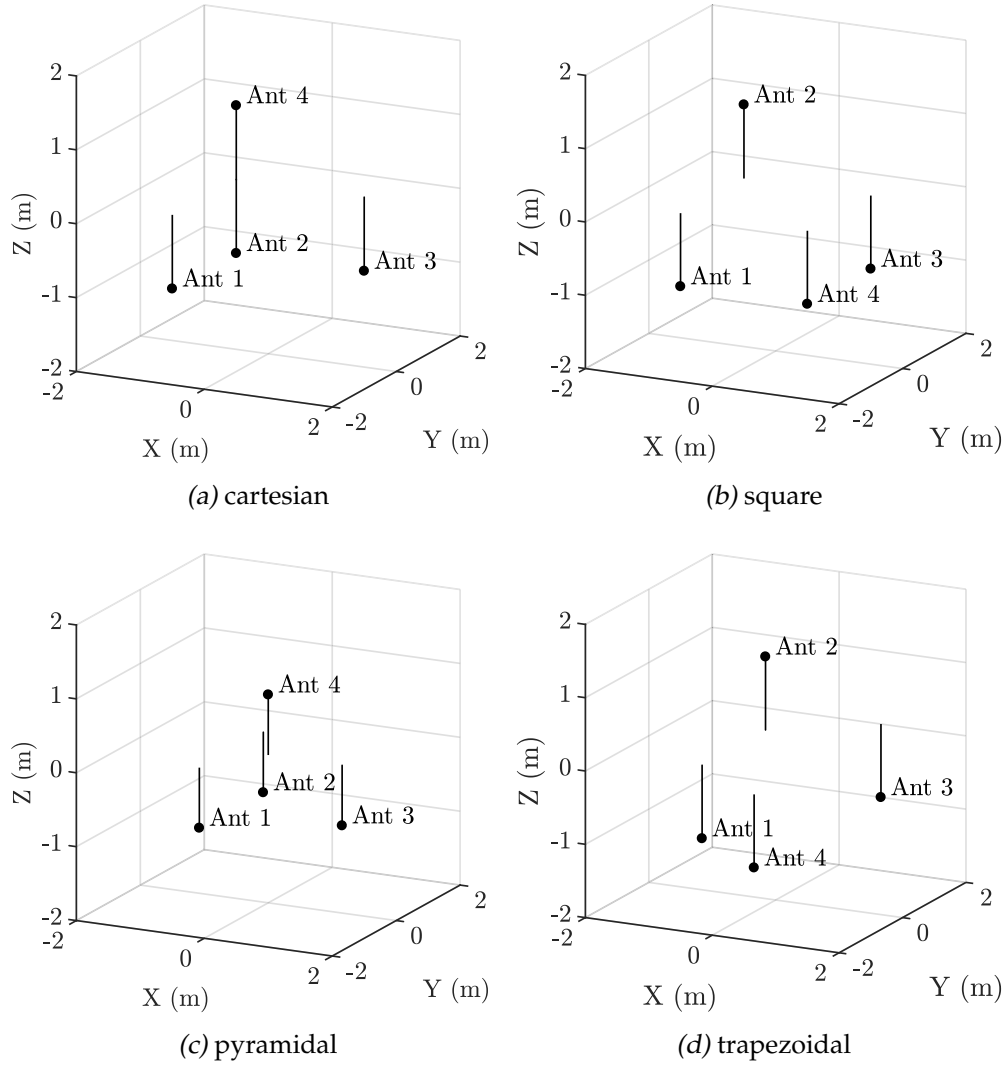 2
1
0
-1
-2
Z (m)
Ant 4
Ant 2
Ant 1
Ant 3
-2
0
2
X (m)
-2
0
2
Y (m)
(a) cartesian
2
1
0
-1
-2
Z (m)
Ant 2
Ant 1
Ant 3
Ant 4
-2
0
2
X (m)
-2
0
2
Y (m)
(b) square
2
1
0
-1
-2
Z (m)
Ant 4
Ant 2
Ant 1
Ant 3
-2
0
2
X (m)
-2
0
2
Y (m)
(c) pyramidal
2
1
0
-1
-2
Z (m)
Ant 2
Ant 3
Ant 1
Ant 4
-2
0
2
X (m)
-2
0
2
Y (m)
(d) trapezoidal